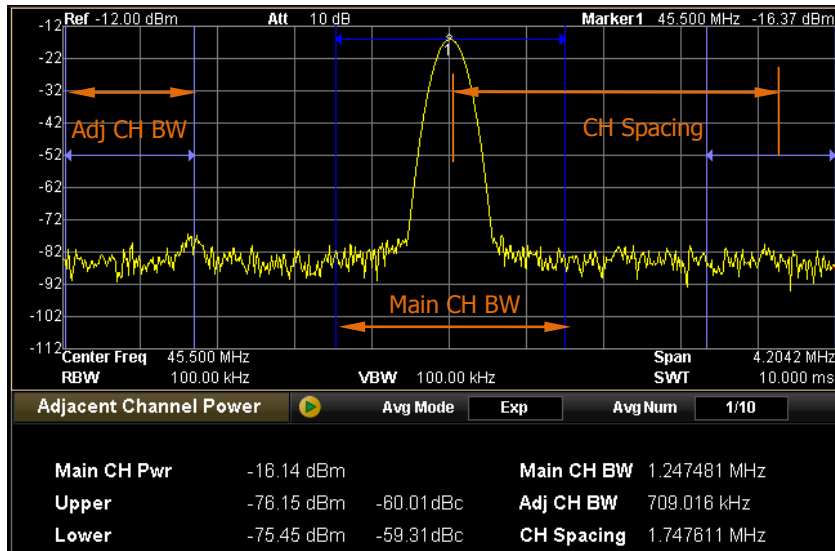 Ref -12.00 dBm Att 10 dB Marker1 45.500 MHz -16.37 dBm
-12
1
-22
-32
-42
Adj CH BW CH Spacing
-52
-62
-72
-82
-92
Main CH BW
-102
-112
Center Freq 45.500 MHz Span 4.2042 MHz
RBW 100.00 kHz VBW 100.00 kHz SWT 10.000 ms
Adjacent Channel Power Avg Mode Exp Avg Num 1/10
Main CH Pwr -16.14 dBm Main CH BW 1.247481 MHz
Upper -76.15 dBm -60.01dBc Adj CH BW 709.016 kHz
Lower -75.45 dBm -59.31dBc CH Spacing 1.747611 MHz